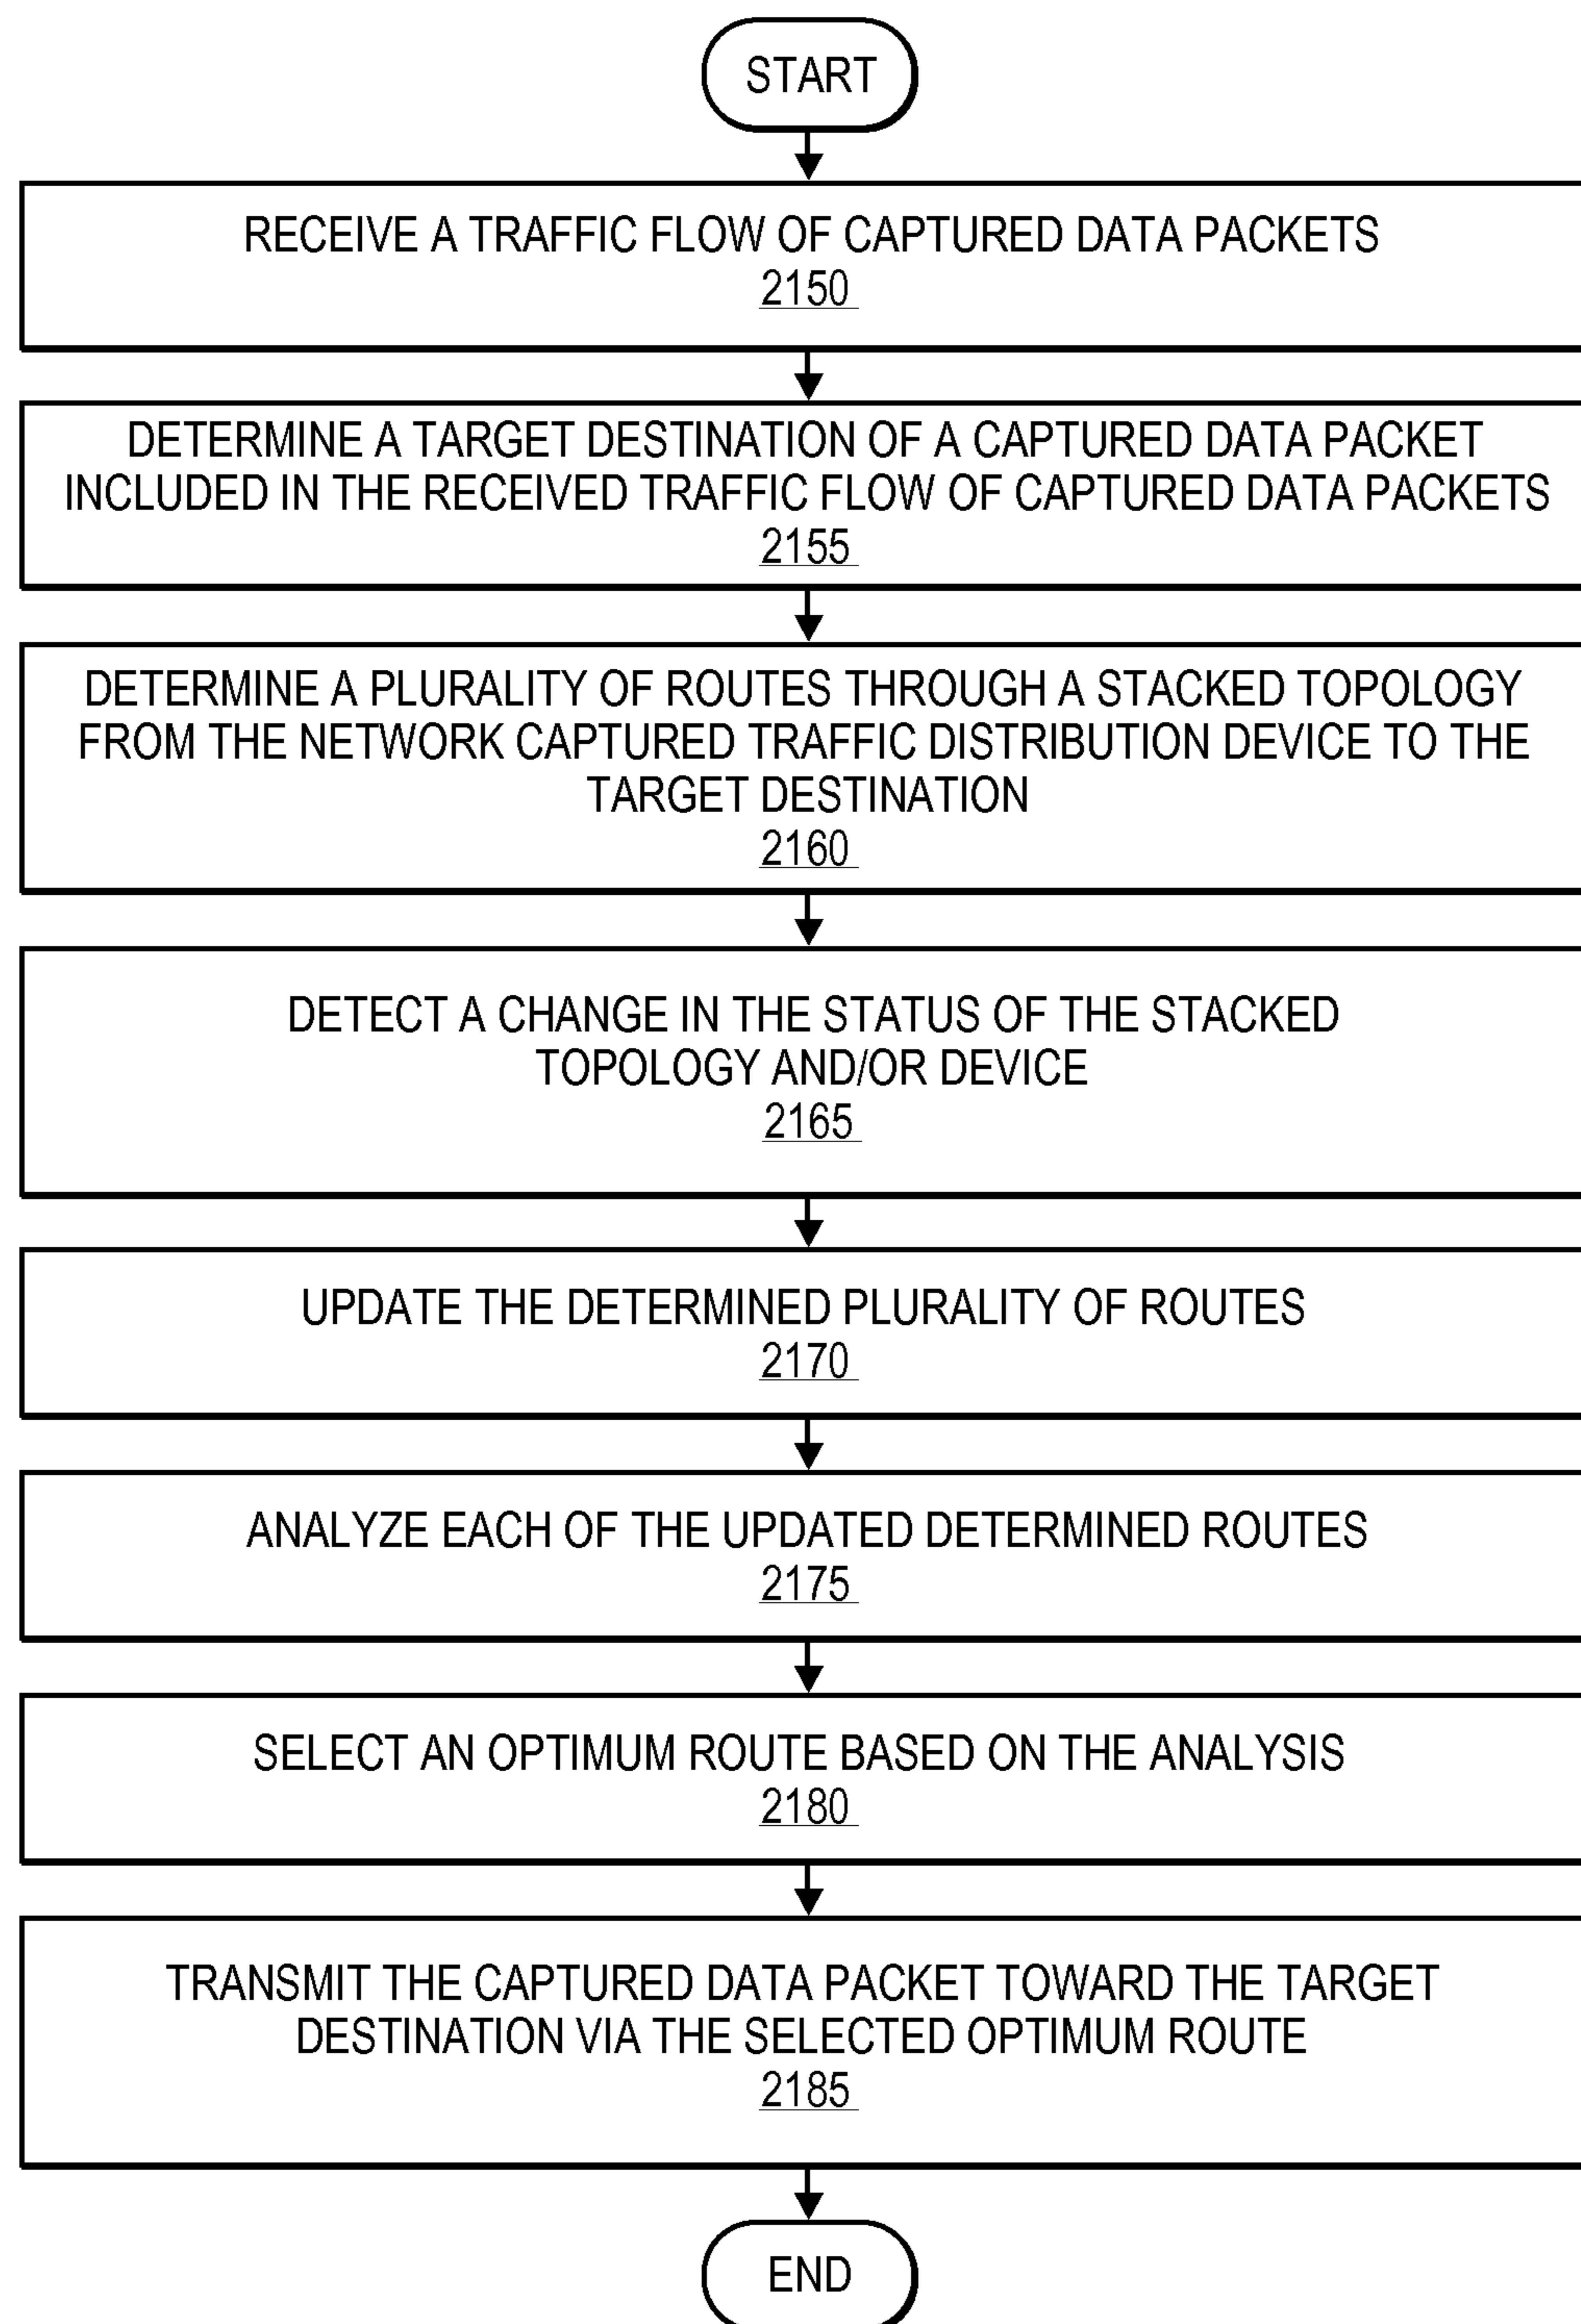 START
RECEIVE A TRAFFIC FLOW OF CAPTURED DATA PACKETS
2150
DETERMINE A TARGET DESTINATION OF A CAPTURED DATA PACKET
INCLUDED IN THE RECEIVED TRAFFIC FLOW OF CAPTURED DATA PACKETS
2155
DETERMINE A PLURALITY OF ROUTES THROUGH A STACKED TOPOLOGY
FROM THE NETWORK CAPTURED TRAFFIC DISTRIBUTION DEVICE TO THE
TARGET DESTINATION
2160
DETECT A CHANGE IN THE STATUS OF THE STACKED
TOPOLOGY AND/OR DEVICE
2165
UPDATE THE DETERMINED PLURALITY OF ROUTES
2170
ANALYZE EACH OF THE UPDATED DETERMINED ROUTES
2175
SELECT AN OPTIMUM ROUTE BASED ON THE ANALYSIS
2180
TRANSMIT THE CAPTURED DATA PACKET TOWARD THE TARGET
DESTINATION VIA THE SELECTED OPTIMUM ROUTE
2185
END